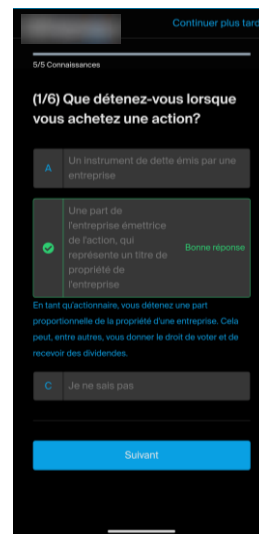 Continuer plus tard
5/5 Connaissances
(1/6) Que détenez-vous lorsque
vous achetez une action?
A
Un instrument de dette émis par une
entreprise
Une part de
l'entreprise émettrice
de l'action, qui
représente un titre de
propriété de
l'entreprise
Bonne réponse
En tant qu'actionnaire, vous détenez une part
proportionnelle de la propriété d'une entreprise. Cela
peut, entre autres, vous donner le droit de voter et de
recevoir des dividendes.
C
Je ne sais pas
Suivant